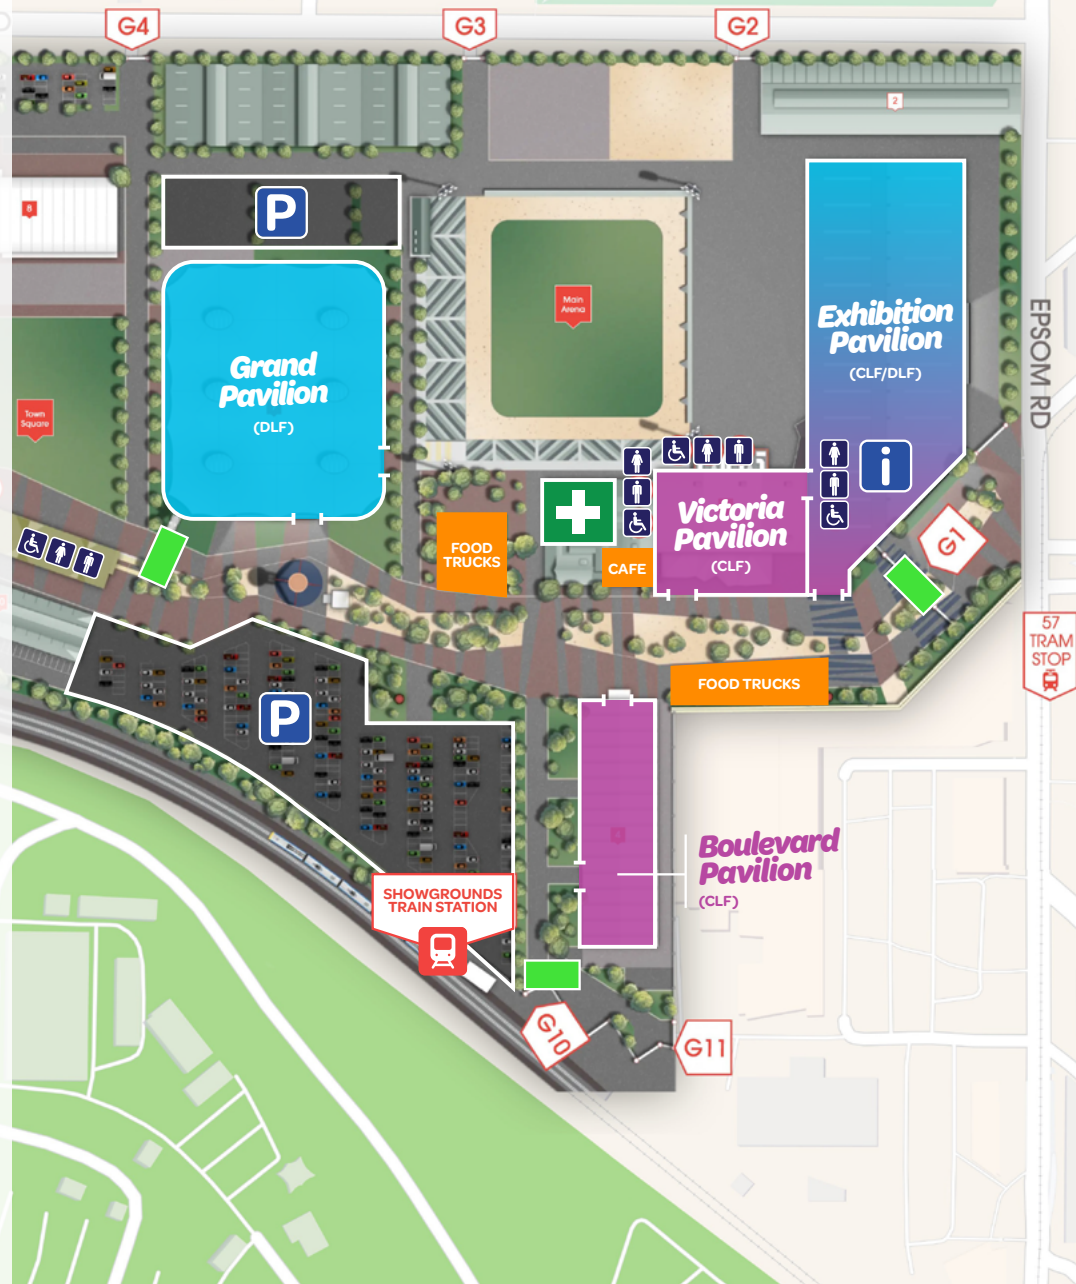 G4
G3
G2
2
P
8
Main
Arena
Exhibition
Pavilion
(CLF/DLF)
EPSOM RD
Grand
Pavilion
(DLF)
Town
Square
i
Victoria
Pavilion
(CLF)
FOOD
TRUCKS
CAFE
G1
57
TRAM
STOP
FOOD TRUCKS
P
Boulevard
Pavilion
(CLF)
SHOWGROUNDS
TRAIN STATION
G10
G11